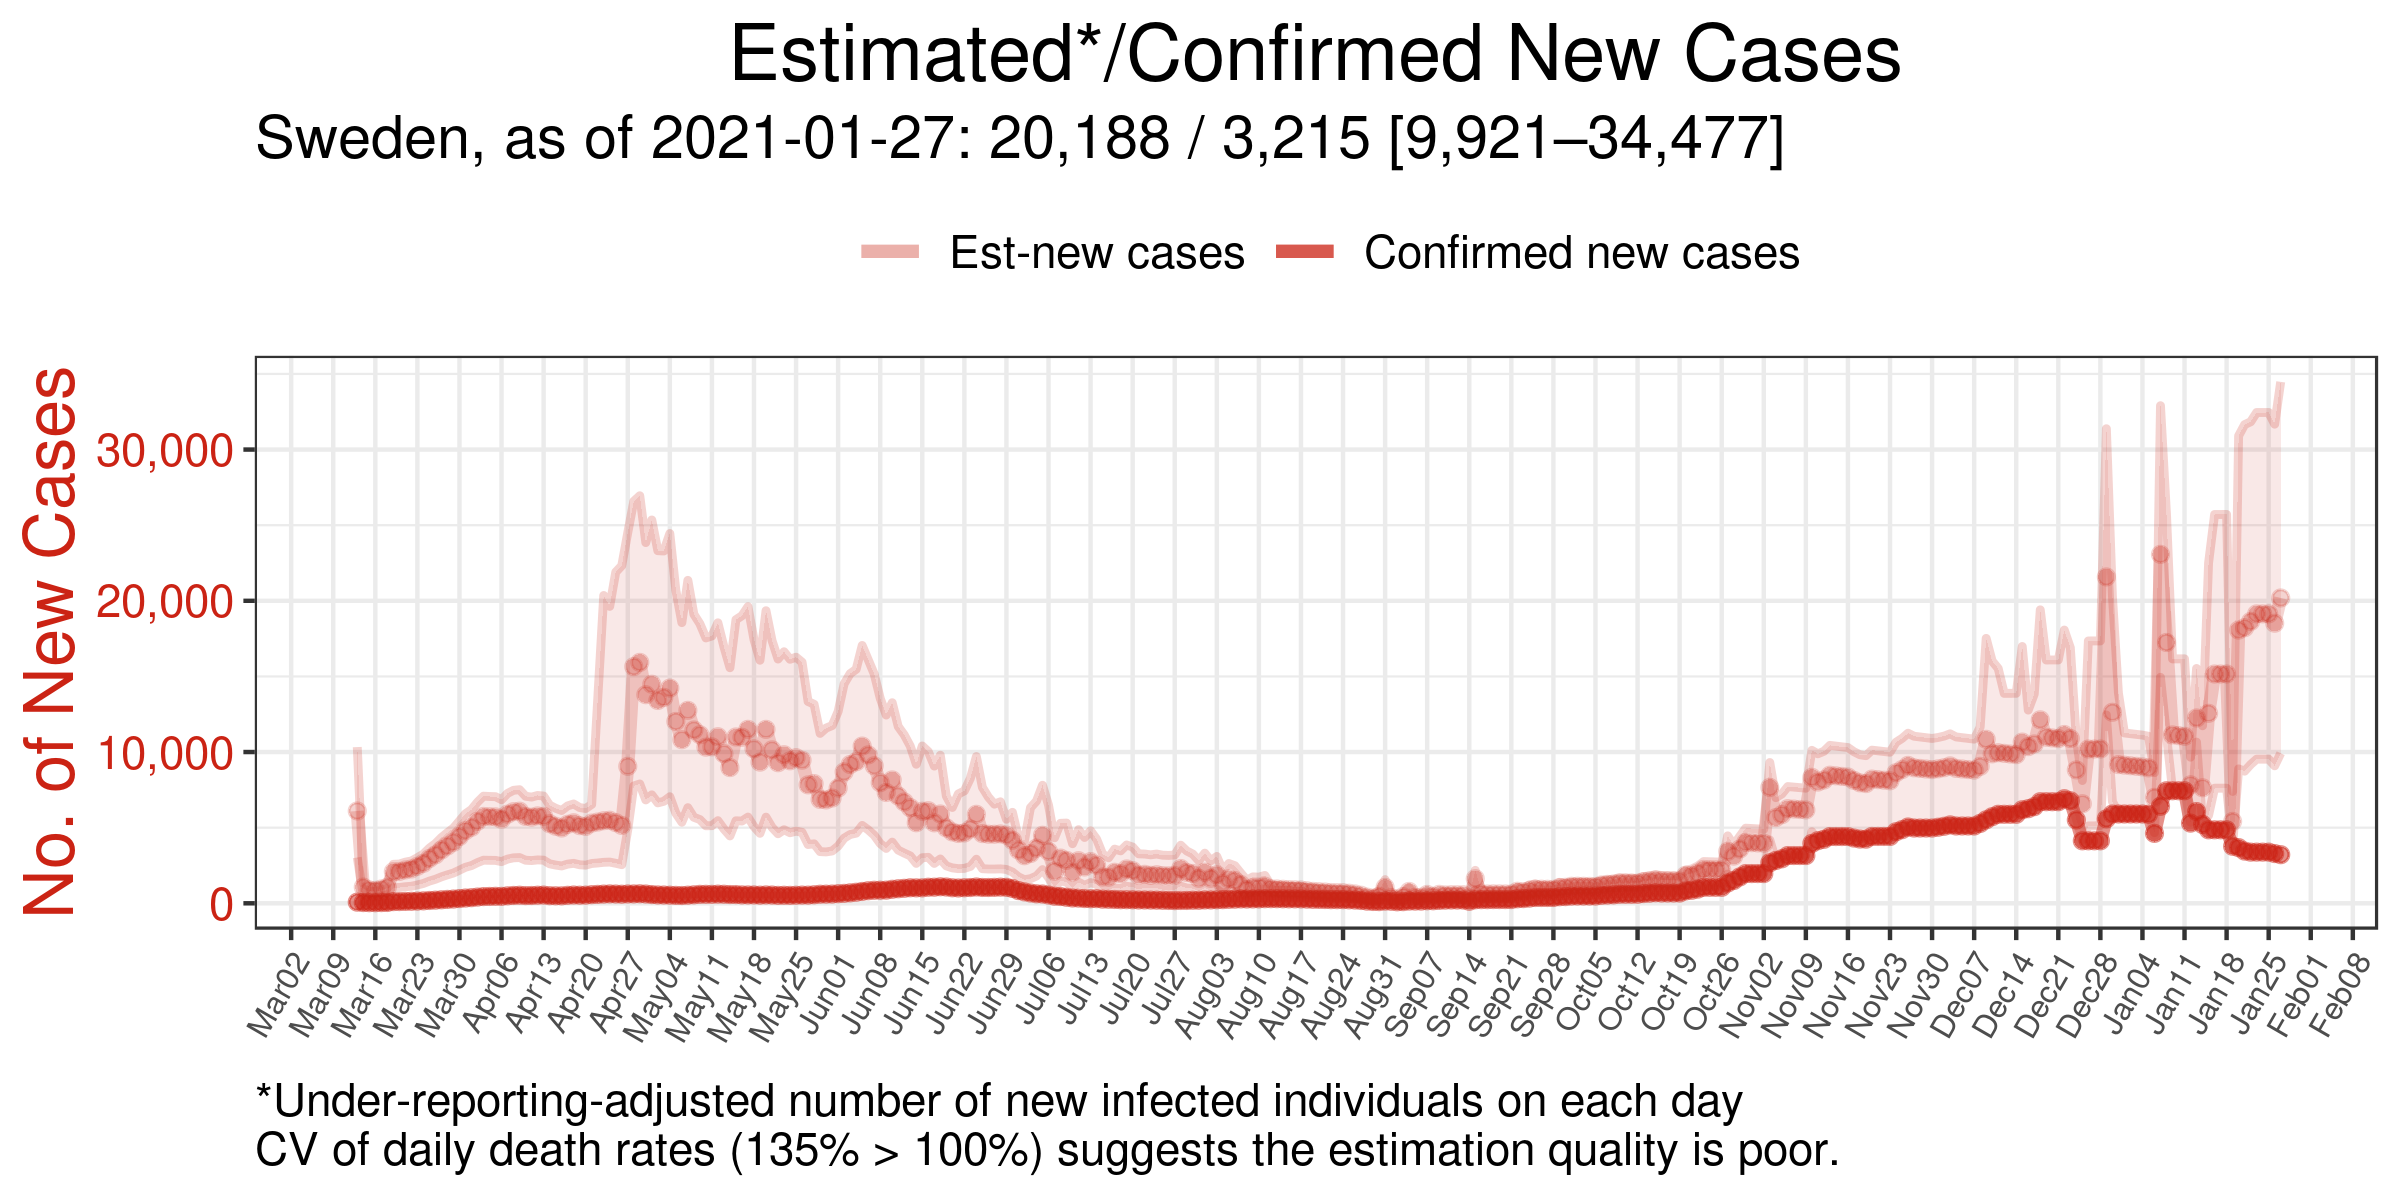 Estimated*/Confirmed New Cases
Sweden, as of 2021-01-27: 20,188 / 3,215 [9,921–34,477]
Est-new cases
Confirmed new cases
No. of New Cases
30,000
20,000
10,000
0
Mar02
Mar09
Mar16
Mar23
Mar30
Apr06
Apr13
Apr20
Apr27
May04
May11
May18
May25
Jun01
Jun08
Jun15
Jun22
Jun29
Jul06
Jul13
Jul20
Jul27
Aug03
Aug10
Aug17
Aug24
Aug31
Sep07
Sep14
Sep21
Sep28
Oct05
Oct12
Oct19
Oct26
Nov02
Nov09
Nov16
Nov23
Nov30
Dec07
Dec14
Dec21
Dec28
Jan04
Jan11
Jan18
Jan25
Feb01
Feb08
*Under-reporting-adjusted number of new infected individuals on each day
CV of daily death rates (135% > 100%) suggests the estimation quality is poor.